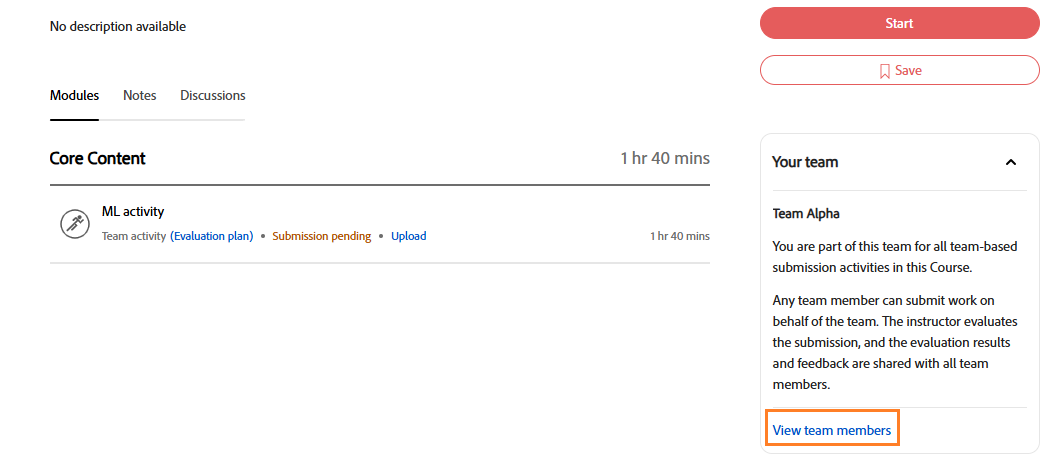 No description available
Start
Save
Modules Notes Discussions
Core Content 1 hr 40 mins
ML activity
Team activity (Evaluation plan) • Submission pending • Upload 1 hr 40 mins
Your team
Team Alpha
You are part of this team for all team-based
submission activities in this Course.
Any team member can submit work on
behalf of the team. The instructor evaluates
the submission, and the evaluation results
and feedback are shared with all team
members.
View team members